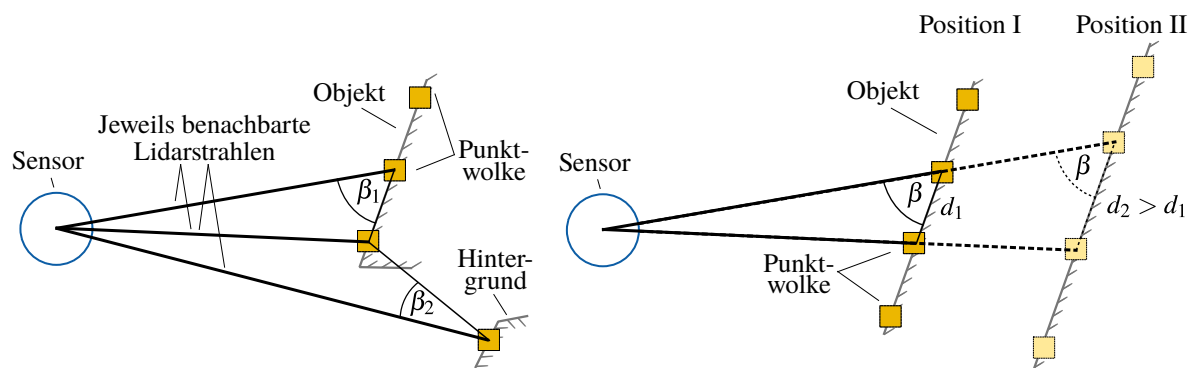 Objekt
Jeweils benachbarte
Lidarstrahlen
Sensor
Punkt-
wolke
β1
β2
Hinter-
grund
Position I
Position II
Objekt
Sensor
β
d1
β
d2 > d1
Punkt-
wolke